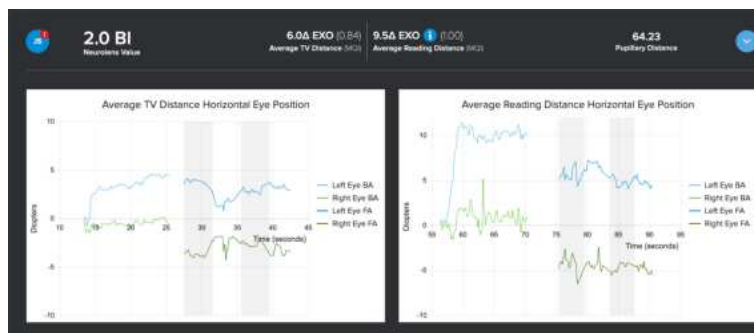 2.0 BI
Neurolens Value
6.0Δ EXO (0.84)
Average TV Distance (MQI)
9.5Δ EXO i (1.00)
Average Reading Distance (MQI)
64.23
Pupillary Distance
Average TV Distance Horizontal Eye Position
10
5
0
-5
-10
Diopters
10
15
20
25
30
35
40
45
Time (seconds)
Left Eye BA
Right Eye BA
Left Eye FA
Right Eye FA
Average Reading Distance Horizontal Eye Position
10
5
0
-5
-10
Diopters
50
55
60
65
70
75
80
85
90
95
Time (seconds)
Left Eye BA
Right Eye BA
Left Eye FA
Right Eye FA